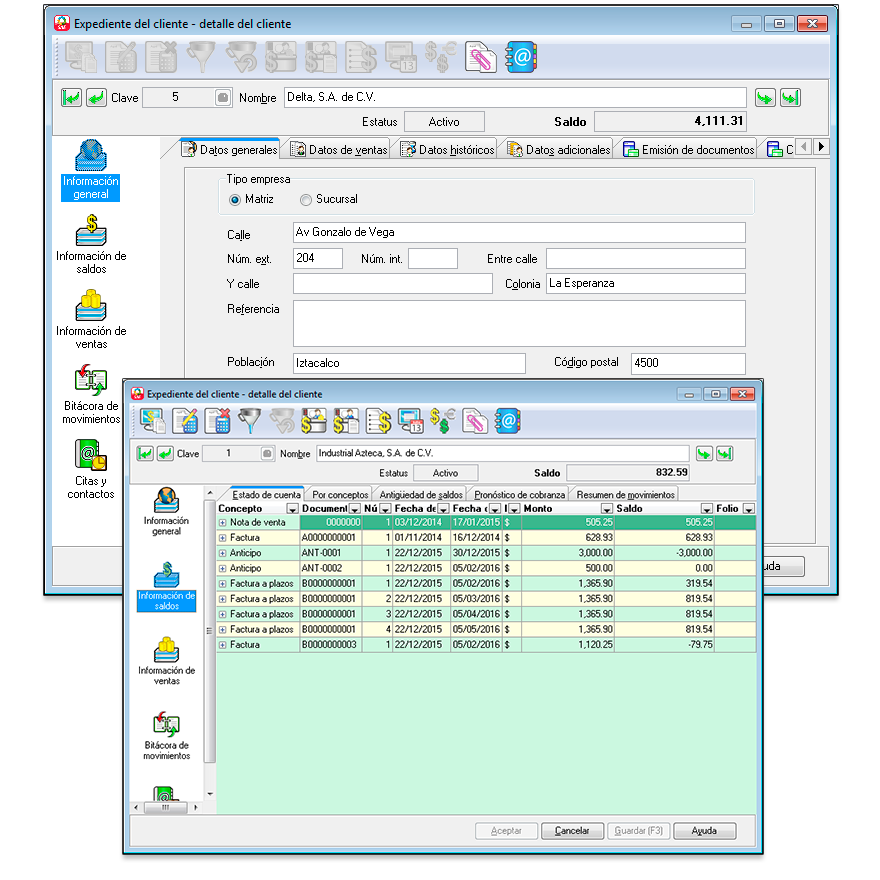 Expediente del cliente - detalle del cliente
Clave 5 Nombre Delta, S.A. de C.V.
Estatus Activo Saldo 4,111.31
Información general
Información de saldos
Información de ventas
Bitácora de movimientos
Citas y contactos
Datos generales Datos de ventas Datos históricos Datos adicionales Emisión de documentos C
Tipo empresa
Matriz Sucursal
Calle Av Gonzalo de Vega
Núm. ext. 204 Núm. int. Entre calle
Y calle Colonia La Esperanza
Referencia
Población Iztacalco Código postal 4500
uda
Expediente del cliente - detalle del cliente
Clave 1 Nombre Industrial Azteca, S.A. de C.V.
Estatus Activo Saldo 832.59
Información general
Información de saldos
Información de ventas
Bitácora de movimientos
Estado de cuenta Por conceptos Antigüedad de saldos Pronóstico de cobranza Resumen de movimientos
Concepto Document Nú Fecha de Fecha Monto Saldo Folio
Nota de venta 0000000 1 03/12/2014 17/01/2015 $ 505.25 505.25
Factura A0000000001 1 01/11/2014 16/12/2014 $ 628.93 628.93
Anticipo ANT-0001 1 22/12/2015 30/12/2015 $ 3,000.00 -3,000.00
Anticipo ANT-0002 1 22/12/2015 05/02/2016 $ 500.00 0.00
Factura a plazos B0000000001 1 22/12/2015 05/02/2016 $ 1,365.90 319.54
Factura a plazos B0000000001 2 22/12/2015 05/03/2016 $ 1,365.90 819.54
Factura a plazos B0000000001 3 22/12/2015 05/04/2016 $ 1,365.90 819.54
Factura a plazos B0000000001 4 22/12/2015 05/05/2016 $ 1,365.90 819.54
Factura B0000000003 1 22/12/2015 05/02/2016 $ 1,120.25 -79.75
Aceptar Cancelar Guardar (F3) Ayuda